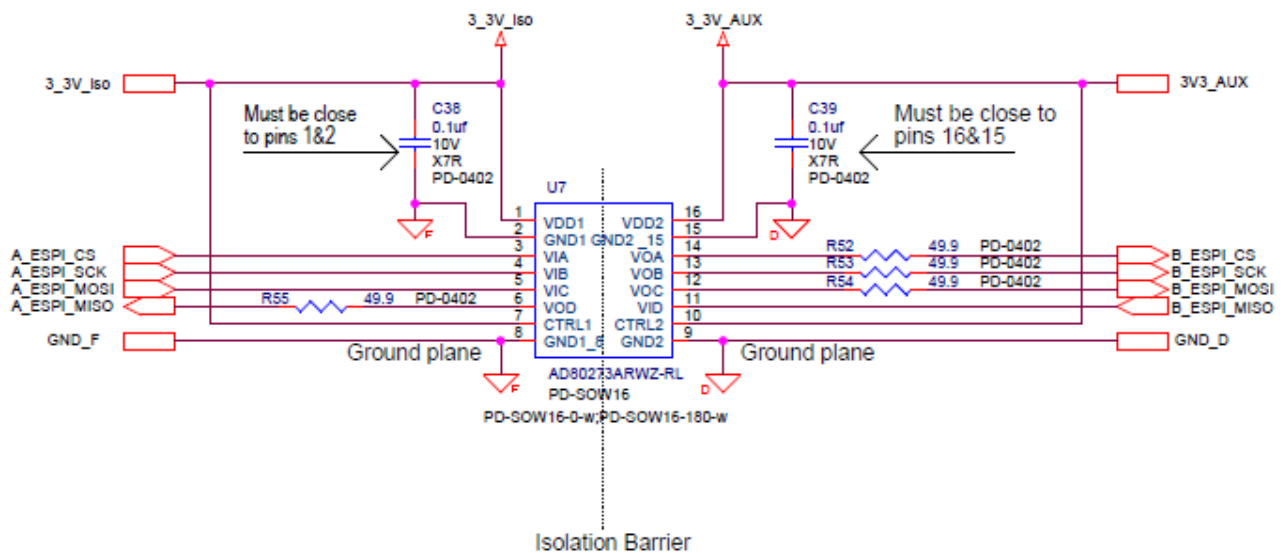 3_3V_Iso
3_3V_AUX
3_3V_Iso
3V3_AUX
Must be close
to pins 1&2
C38
0.1uf
10V
X7R
PD-0402
C39
0.1uf
10V
X7R
PD-0402
Must be close to
pins 16&15
F
D
U7
1 VDD1 VDD2 16
2 GND1 GND2_15 15
A_ESPI_CS 3 VIA VOA 14 R52 49.9 PD-0402 B_ESPI_CS
A_ESPI_SCK 4 VIB VOB 13 R53 49.9 PD-0402 B_ESPI_SCK
A_ESPI_MOSI 5 VIC VOC 12 R54 49.9 PD-0402 B_ESPI_MOSI
A_ESPI_MISO R55 49.9 PD-0402 6 VOD VID 11 B_ESPI_MISO
7 CTRL1 CTRL2 10
GND_F 8 GND1_8 GND2 9 GND_D
Ground plane
Ground plane
F
D
AD80273ARWZ-RL
PD-SOW16
PD-SOW16-0-w;PD-SOW16-180-w
Isolation Barrier